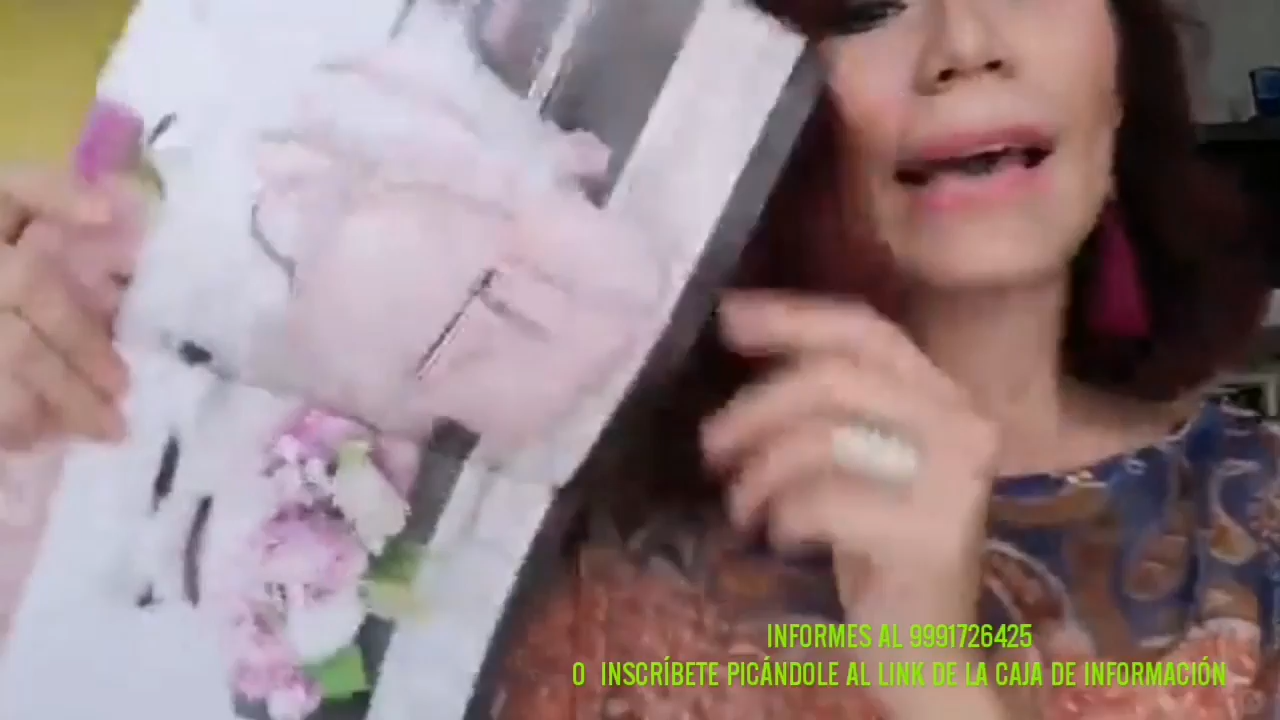 INFORMES AL 9991726425
O INSCRÍBETE PICÁNDOLE AL LINK DE LA CAJA DE INFORMACIÓN